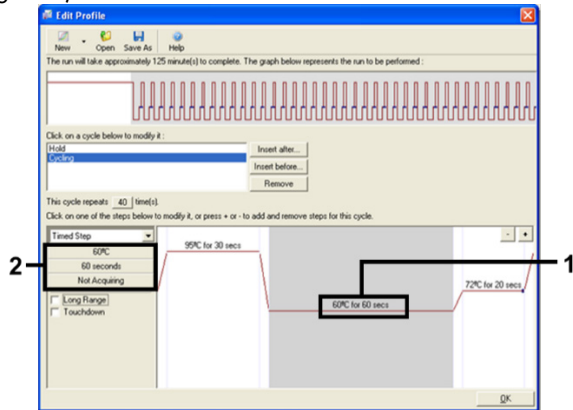 Edit Profile
New Open Save As Help
The run will take approximately 125 minute(s) to complete. The graph below represents the run to be performed :
Click on a cycle below to modify it :
Hold
Cycling
Insert after...
Insert before...
Remove
This cycle repeats 40 time(s).
Click on one of the steps below to modify it, or press + or - to add and remove steps for this cycle.
Timed Step
- +
60ºC
60 seconds
Not Acquiring
Long Range
Touchdown
95ºC for 30 secs
60ºC for 60 secs
72ºC for 20 secs
2
1
OK